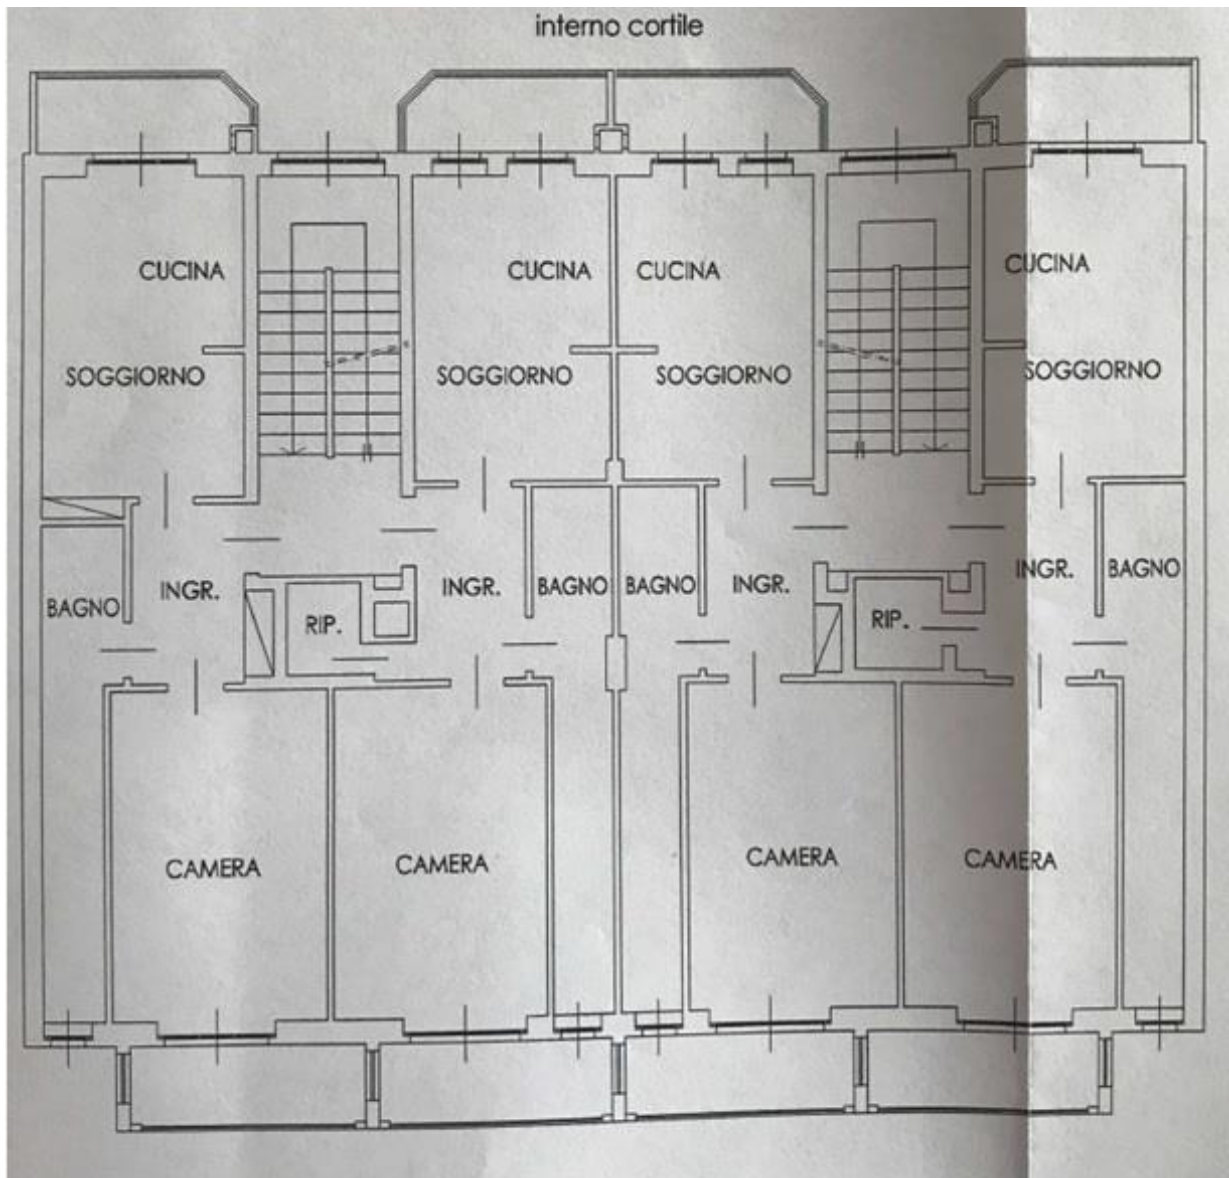 interno cortile
CUCINA
CUCINA
CUCINA
CUCINA
SOGGIORNO
SOGGIORNO
SOGGIORNO
SOGGIORNO
BAGNO
INGR.
RIP.
INGR.
BAGNO
BAGNO
INGR.
RIP.
INGR.
BAGNO
CAMERA
CAMERA
CAMERA
CAMERA